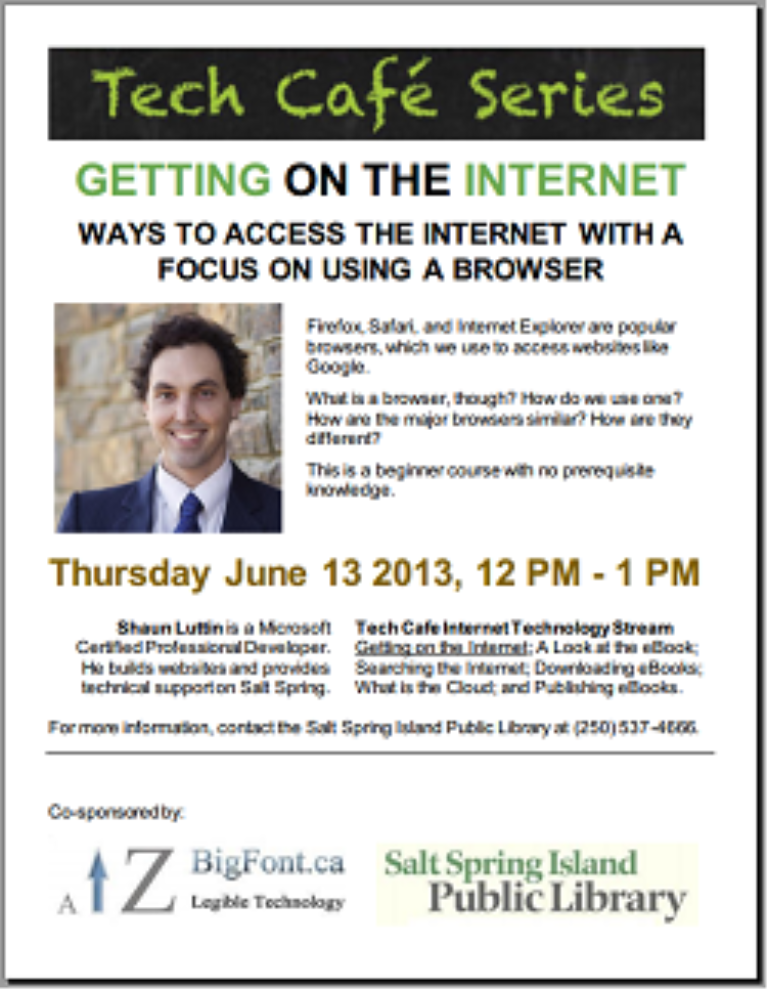 Tech Café Series
GETTING ON THE INTERNET
WAYS TO ACCESS THE INTERNET WITH A
FOCUS ON USING A BROWSER
Firefox, Safari, and Internet Explorer are popular
browsers, which we use to access websites like
Google.
What is a browser, though? How do we use one?
How are the major browsers similar? How are they
different?
This is a beginner course with no prerequisite
knowledge.
Thursday June 13 2013, 12 PM - 1 PM
Shaun Luttin is a Microsoft
Certified Professional Developer.
He builds websites and provides
technical support on Salt Spring.
Tech Cafe Internet Technology Stream
Getting on the Internet; A Look at the eBook;
Searching the Internet; Downloading eBooks;
What is the Cloud; and Publishing eBooks.
For more information, contact the Salt Spring Island Public Library at (250) 537-4666.
Co-sponsored by:
A Z
BigFont.ca
Legible Technology
Salt Spring Island
Public Library